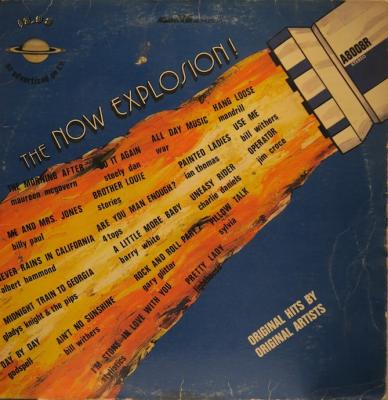 as advertised on t.v.
A8008R
STEREO
THE NOW EXPLOSION!
THE MORNING AFTER
maureen mcgovern
DO IT AGAIN
steely dan
ALL DAY MUSIC
war
HANG LOOSE
mandrill
ME AND MRS. JONES
billy paul
BROTHER LOUIE
stories
PAINTED LADIES
ian thomas
USE ME
bill withers
NEVER RAINS IN CALIFORNIA
albert hammond
ARE YOU MAN ENOUGH?
4 tops
UNEASY RIDER
charlie daniels
OPERATOR
jim croce
MIDNIGHT TRAIN TO GEORGIA
gladys knight & the pips
A LITTLE MORE BABY
barry white
PILLOW TALK
sylvia
DAY BY DAY
godspell
AIN'T NO SUNSHINE
bill withers
ROCK AND ROLL PART 2
gary glitter
I'M STONE IN LOVE WITH YOU
stylistics
PRETTY LADY
ORIGINAL HITS BY
ORIGINAL ARTISTS